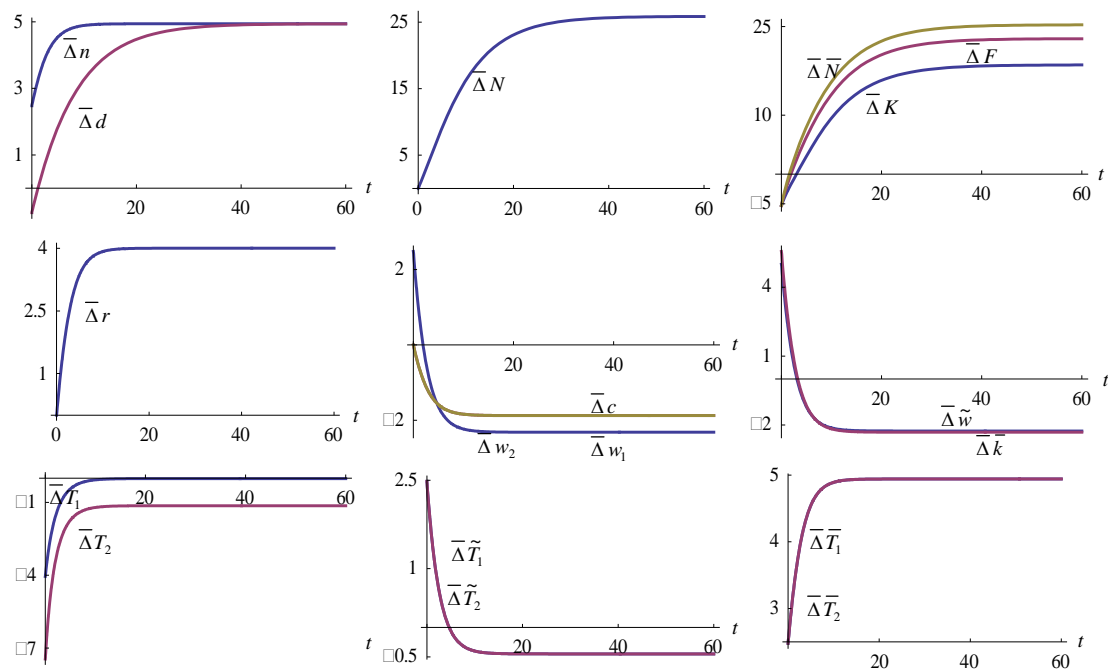 5
Δ̅ n
3
Δ̅ d
1
20 40 60 t
25
Δ̅ N
15
5
0 20 40 60 t
25
Δ̅ N̅
Δ̅ F
10
Δ̅ K
20 40 60 t
□5
4
2.5
Δ̅ r
1
0 20 40 60 t
2
20 40 60 t
Δ̅ c
□2
Δ̅ w₂ Δ̅ w₁
4
1
20 40 60 t
Δ̅ w̃
□2
Δ̅ k̅
□1
Δ̅ T₁ 20 40 60
Δ̅ T₂
□4
□7
t
2.5
Δ̅ T̃₁
1
Δ̅ T̃₂
20 40 60 t
□0.5
5
4
Δ̅ T̅₁
3
Δ̅ T̅₂
20 40 60 t